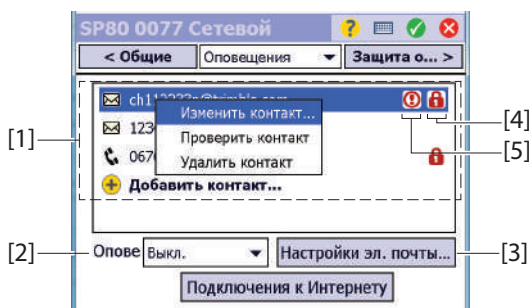 SP80 0077 Сетевой ?
< Общие Оповещения Защита о... >
Изменить контакт...
[4]
[1] Проверить контакт
[5]
Удалить контакт
Добавить контакт...
[2] Опове Выкл. Настройки эл. почты... [3]
Подключения к Интернету